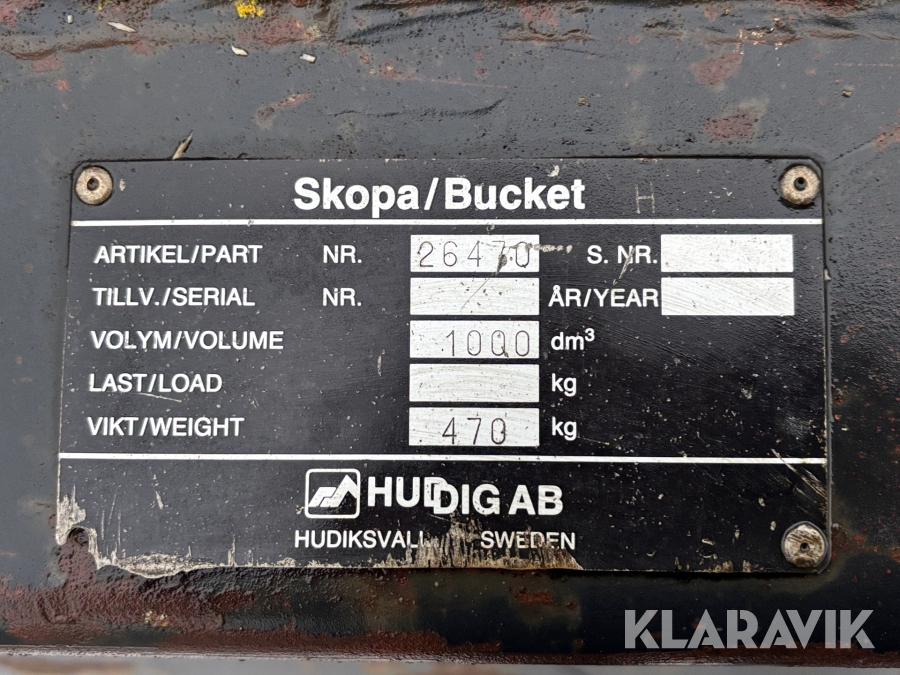 Skopa/Bucket H
ARTIKEL/PART NR. 26470 S. NR.
TILLV./SERIAL NR. ÅR/YEAR
VOLYM/VOLUME 1000 dm³
LAST/LOAD kg
VIKT/WEIGHT 470 kg
HUDDIG AB
HUDIKSVALL SWEDEN
KLARAVIK